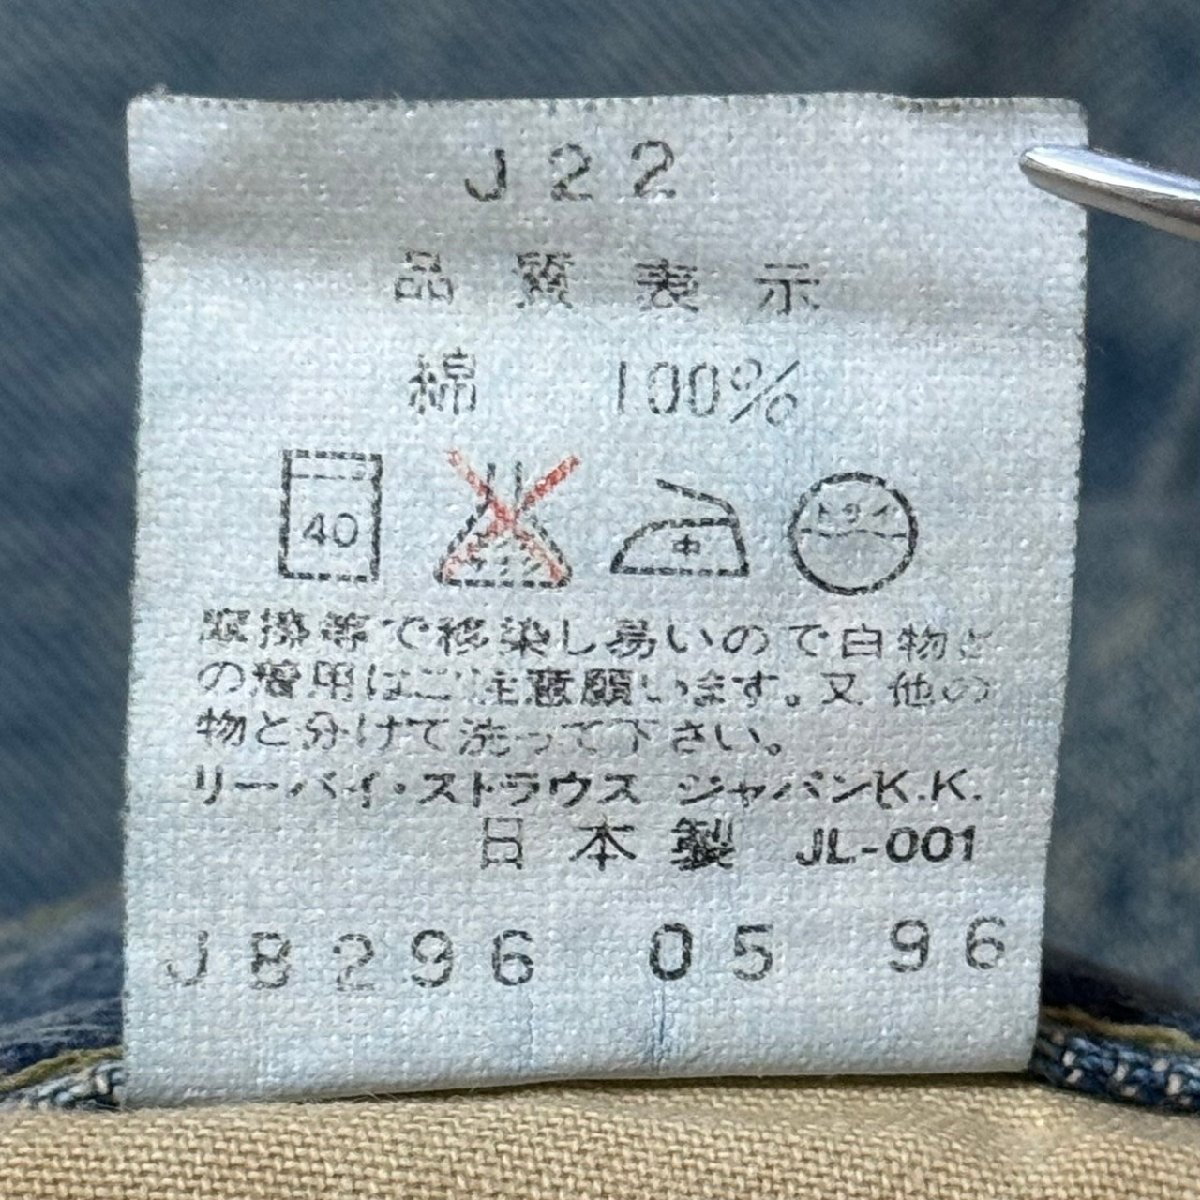 J22
品質表示
綿 100%
40 中 ドライ
摩擦等で移染し易いので白物と
の着用はご注意願います。又 他の
物と分けて洗って下さい。
リーバイ・ストラウス ジャパンK.K.
日本製 JL-001
JB296 05 96